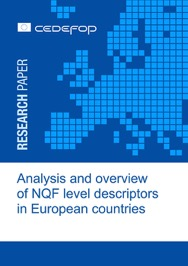 CEDEFOP
RESEARCH PAPER
Analysis and overview
of NQF level descriptors
in European countries